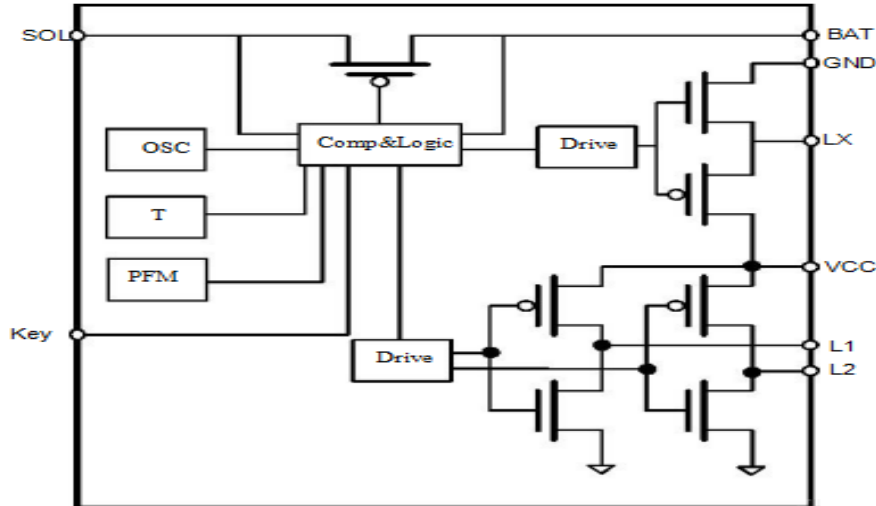 SOL
BAT
GND
OSC
Comp&Logic
Drive
LX
T
PFM
VCC
Key
Drive
L1
L2